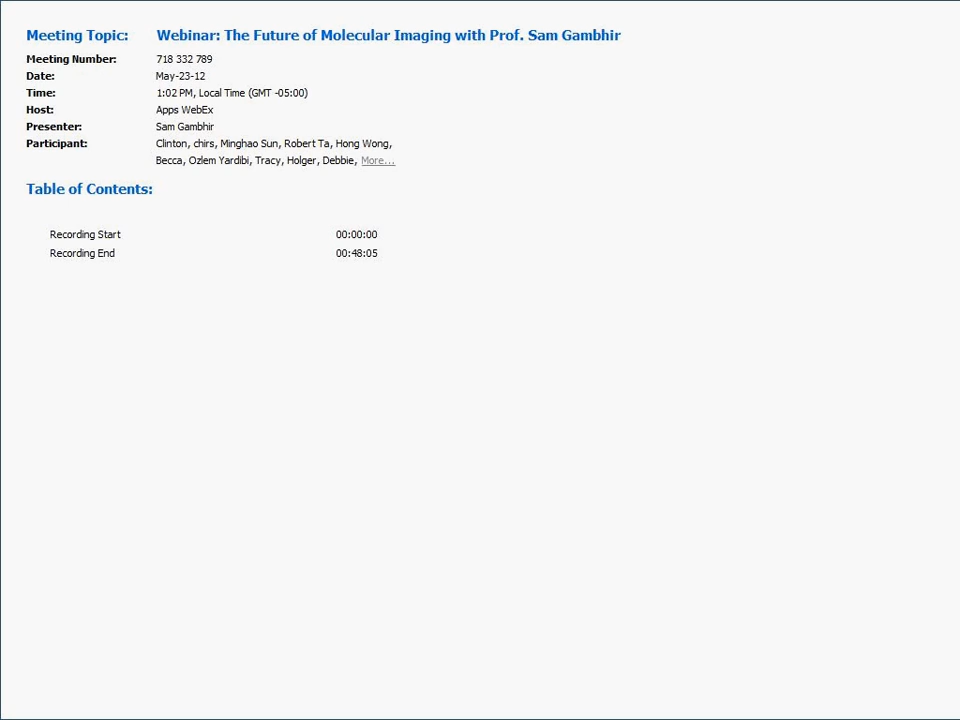 Meeting Topic: Webinar: The Future of Molecular Imaging with Prof. Sam Gambhir
Meeting Number: 718 332 789
Date: May-23-12
Time: 1:02 PM, Local Time (GMT -05:00)
Host: Apps WebEx
Presenter: Sam Gambhir
Participant: Clinton, chirs, Minghao Sun, Robert Ta, Hong Wong,
Becca, Ozlem Yardibi, Tracy, Holger, Debbie, More...
Table of Contents:
Recording Start 00:00:00
Recording End 00:48:05